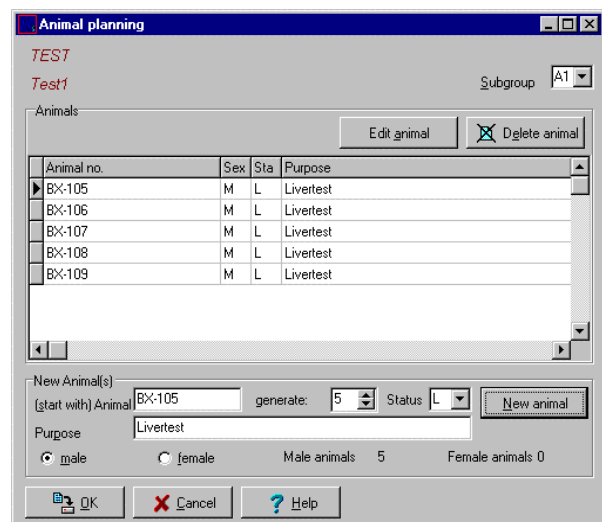 Animal planning
TEST
Test1
Subgroup A1
Animals
Edit animal Delete animal
Animal no. Sex Sta Purpose
BX-105 M L Livertest
BX-106 M L Livertest
BX-107 M L Livertest
BX-108 M L Livertest
BX-109 M L Livertest
New Animal(s)
(start with) Animal BX-105 generate: 5 Status L New animal
Purpose Livertest
male female Male animals 5 Female animals 0
OK Cancel Help